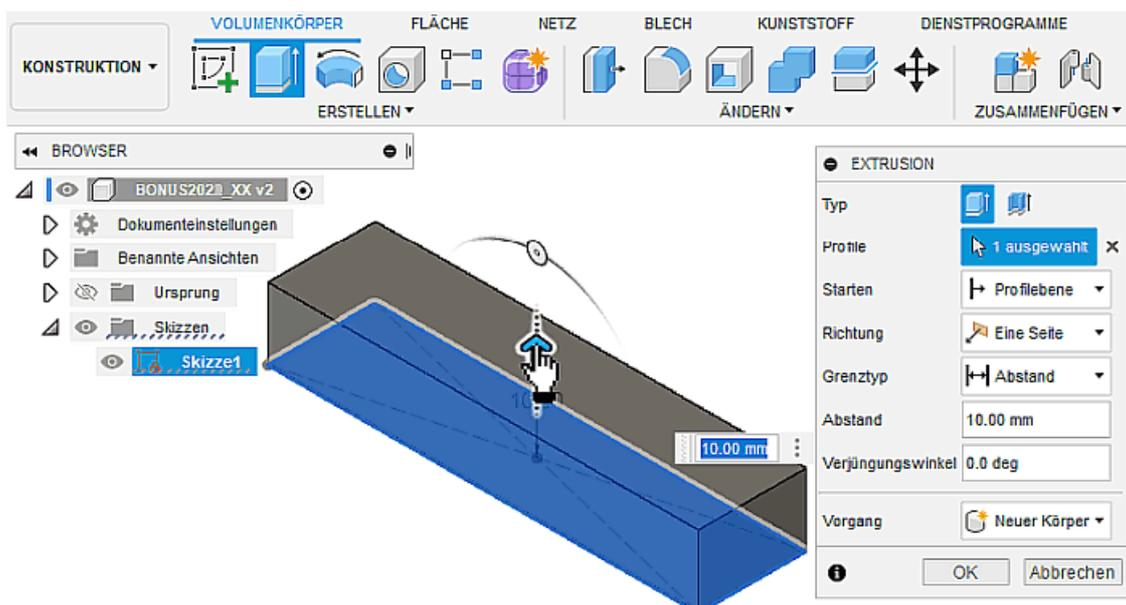 VOLUMENKÖRPER FLÄCHE NETZ BLECH KUNSTSTOFF DIENSTPROGRAMME
KONSTRUKTION
ERSTELLEN ÄNDERN ZUSAMMENFÜGEN
BROWSER
v2
Dokumenteinstellungen
Benannte Ansichten
Ursprung
Skizzen
Skizze1
10.00 mm
EXTRUSION
Typ
Profile 1 ausgewählt
Starten Profilebene
Richtung Eine Seite
Grenztyp Abstand
Abstand 10.00 mm
Verjüngungswinkel 0.0 deg
Vorgang Neuer Körper
OK Abbrechen